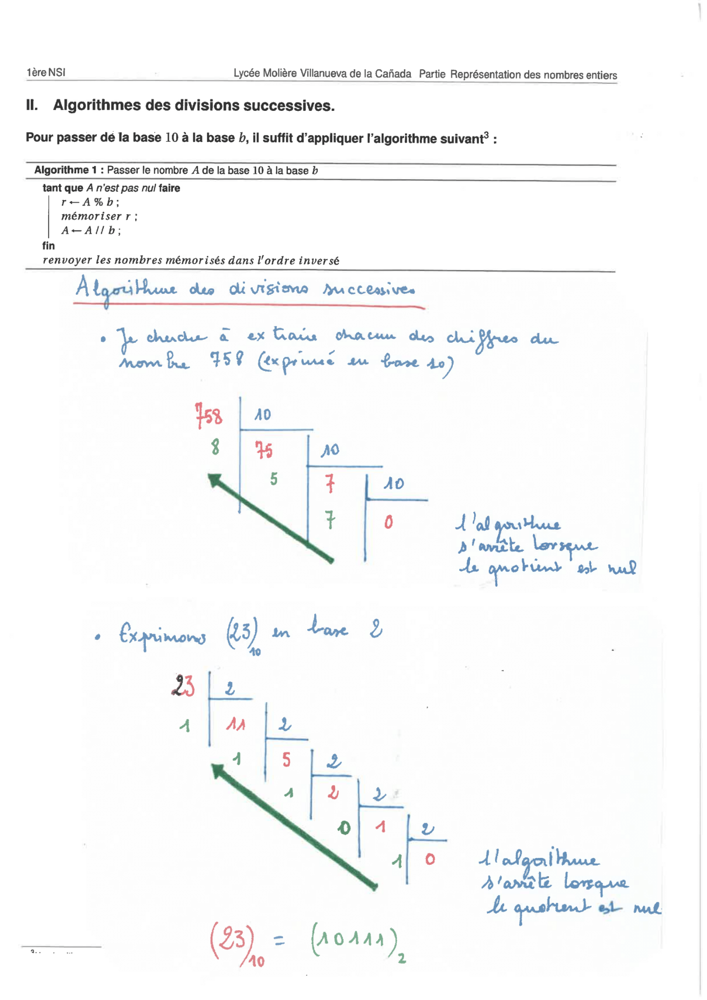 1ère NSI Lycée Molière Villanueva de la Cañada Partie Représentation des nombres entiers
II. Algorithmes des divisions successives.
Pour passer de la base 10 à la base b, il suffit d'appliquer l'algorithme suivant³ :
Algorithme 1 : Passer le nombre A de la base 10 à la base b
tant que A n'est pas nul faire
r ← A % b ;
mémoriser r ;
A ← A // b ;
fin
renvoyer les nombres mémorisés dans l'ordre inversé
Algorithme des divisions successives
• Je cherche à extraire chacun des chiffres du
nombre 758 (exprimé en base 10)
758 10
8 75 10
5 7 10
7 0
l'algorithme
s'arrête lorsque
le quotient est nul
• Exprimons (23)₁₀ en base 2
23 2
1 11 2
1 5 2
1 2 2
0 1 2
1 0
l'algorithme
s'arrête lorsque
le quotient est nul
(23)₁₀ = (10111)₂